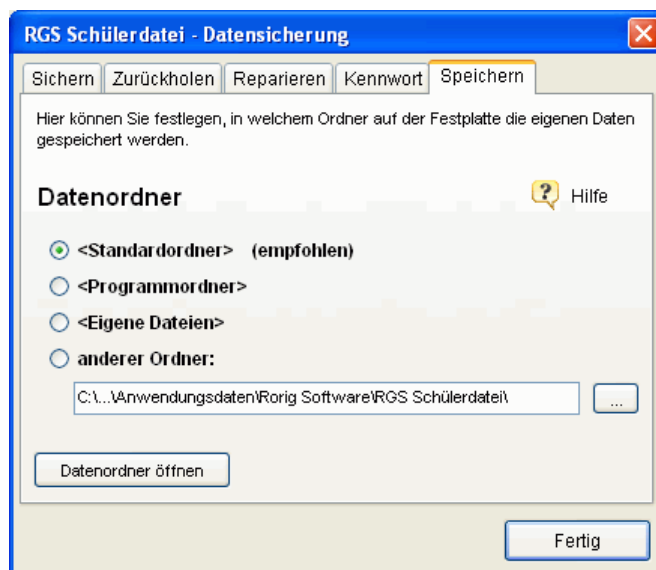 RGS Schülerdatei - Datensicherung
Sichern Zurückholen Reparieren Kennwort Speichern
Hier können Sie festlegen, in welchem Ordner auf der Festplatte die eigenen Daten
gespeichert werden.
Datenordner
? Hilfe
<Standardordner> (empfohlen)
<Programmordner>
<Eigene Dateien>
anderer Ordner:
C:\...\Anwendungsdaten\Rorig Software\RGS Schülerdatei\
...
Datenordner öffnen
Fertig